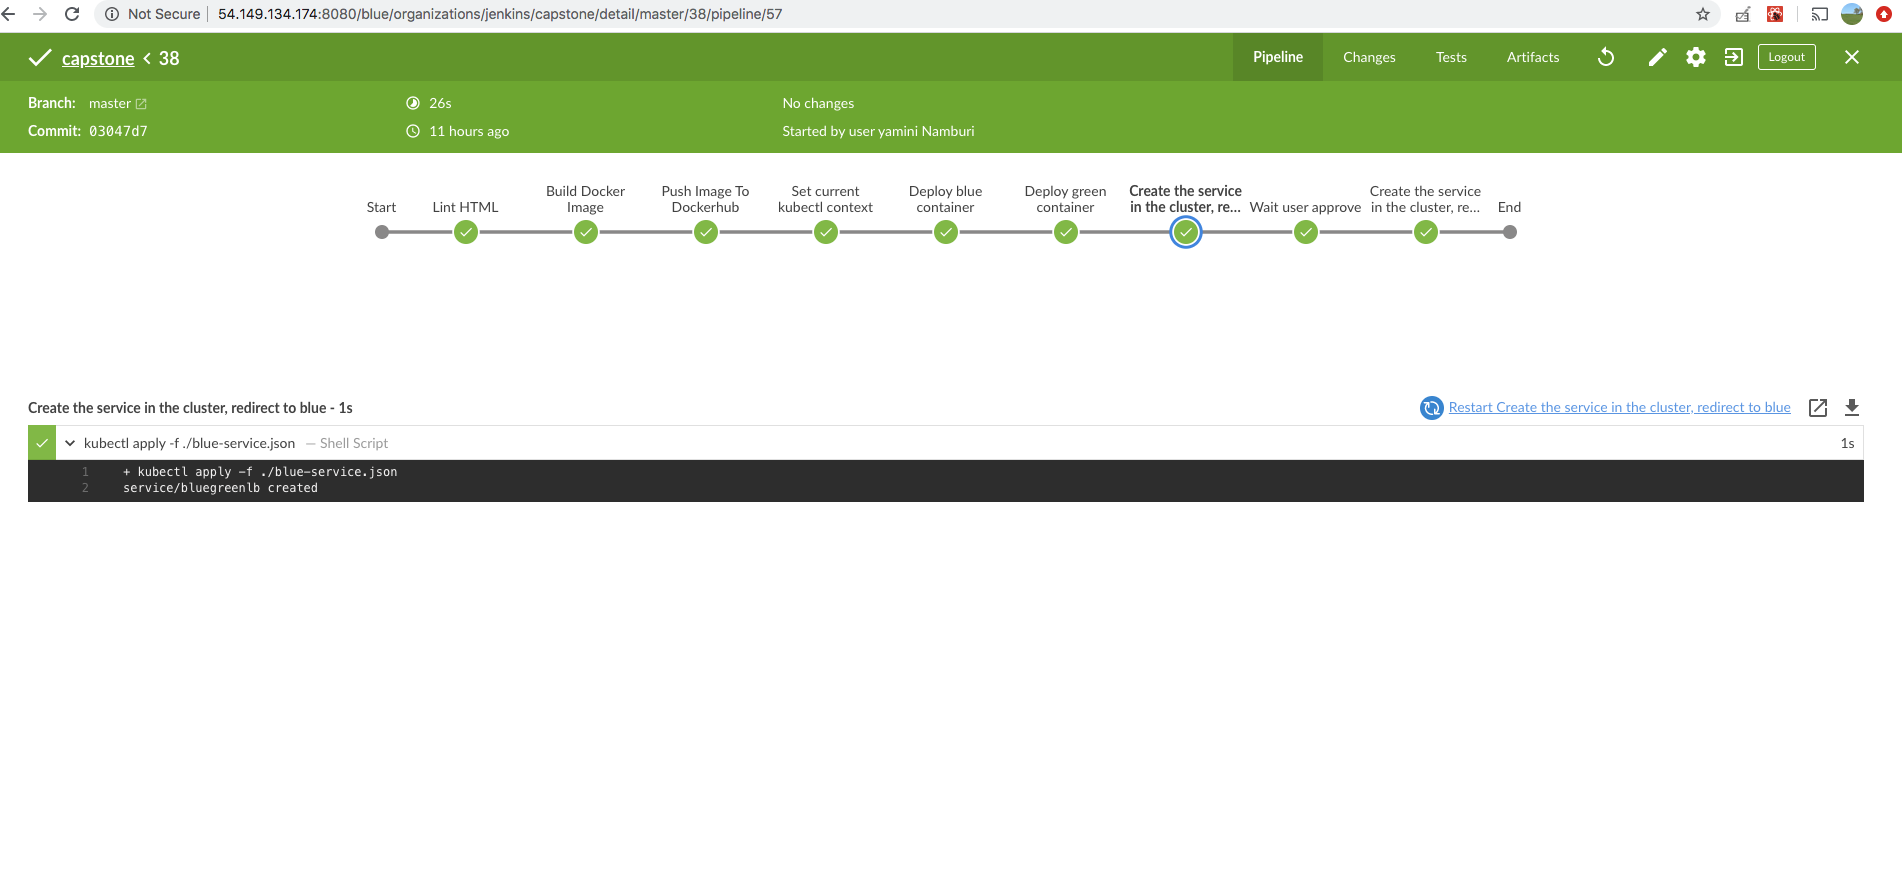 Not Secure
54.149.134.174:8080/blue/organizations/jenkins/capstone/detail/master/38/pipeline/57
capstone < 38
Pipeline
Changes
Tests
Artifacts
Logout
Branch: master
26s
No changes
Commit: 03047d7
11 hours ago
Started by user yamini Namburi
Start
Lint HTML
Build Docker
Image
Push Image To
Dockerhub
Set current
kubectl context
Deploy blue
container
Deploy green
container
Create the service
in the cluster, re...
Wait user approve
Create the service
in the cluster, re...
End
Create the service in the cluster, redirect to blue - 1s
Restart Create the service in the cluster, redirect to blue
kubectl apply -f ./blue-service.json — Shell Script
1s
1 + kubectl apply -f ./blue-service.json
2 service/bluegreenlb created